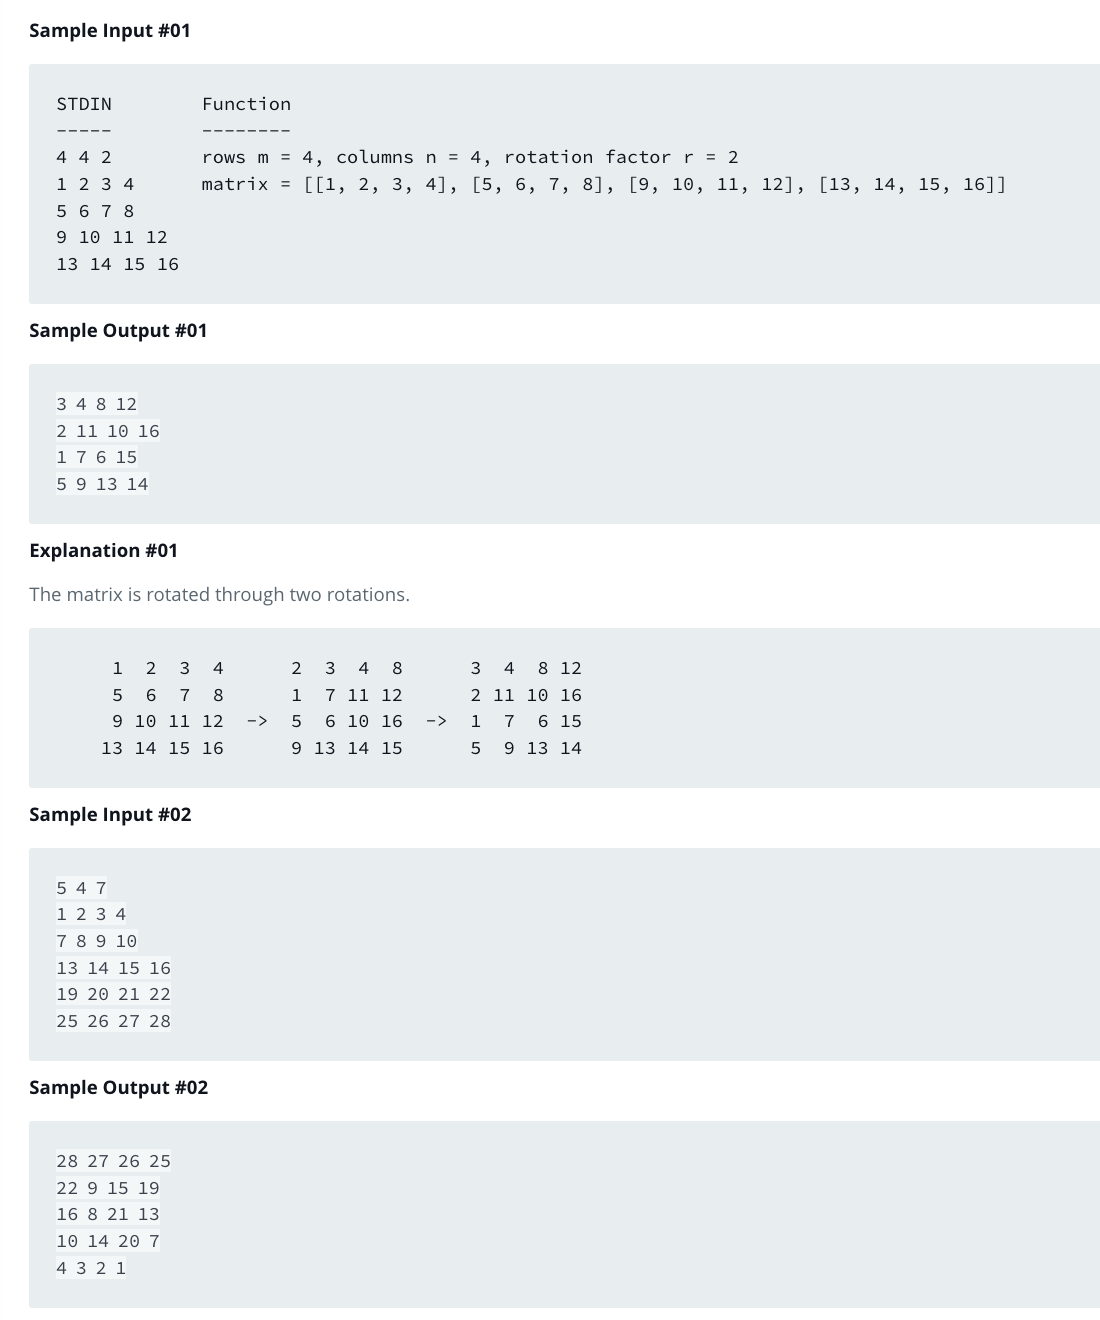 Sample Input #01
STDIN        Function
-----        --------
4 4 2        rows m = 4, columns n = 4, rotation factor r = 2
1 2 3 4      matrix = [[1, 2, 3, 4], [5, 6, 7, 8], [9, 10, 11, 12], [13, 14, 15, 16]]
5 6 7 8
9 10 11 12
13 14 15 16
Sample Output #01
3 4 8 12
2 11 10 16
1 7 6 15
5 9 13 14
Explanation #01
The matrix is rotated through two rotations.
     1  2  3  4      2  3  4  8      3  4  8 12
     5  6  7  8      1  7 11 12      2 11 10 16
     9 10 11 12  ->  5  6 10 16  ->  1  7  6 15
    13 14 15 16      9 13 14 15      5  9 13 14
Sample Input #02
5 4 7
1 2 3 4
7 8 9 10
13 14 15 16
19 20 21 22
25 26 27 28
Sample Output #02
28 27 26 25
22 9 15 19
16 8 21 13
10 14 20 7
4 3 2 1